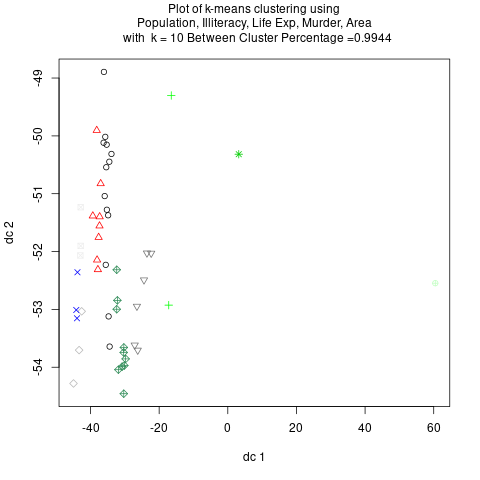 Plot of k-means clustering using
Population, Illiteracy, Life Exp, Murder, Area
with k = 10 Between Cluster Percentage =0.9944
-49
-50
-51
-52
-53
-54
dc 2
-40 -20 0 20 40 60
dc 1